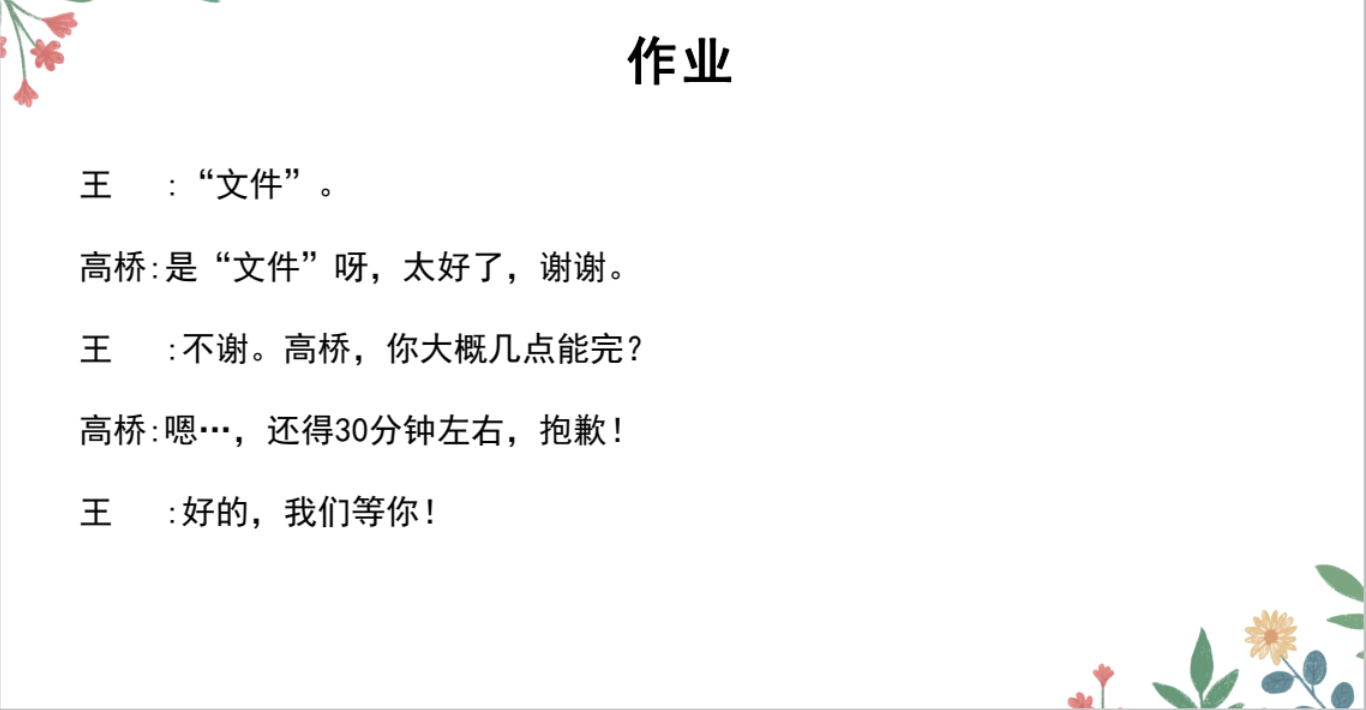 作业
王 :“文件”。
高桥:是“文件”呀，太好了，谢谢。
王 :不谢。高桥，你大概几点能完?
高桥:嗯…，还得30分钟左右，抱歉!
王 :好的，我们等你!